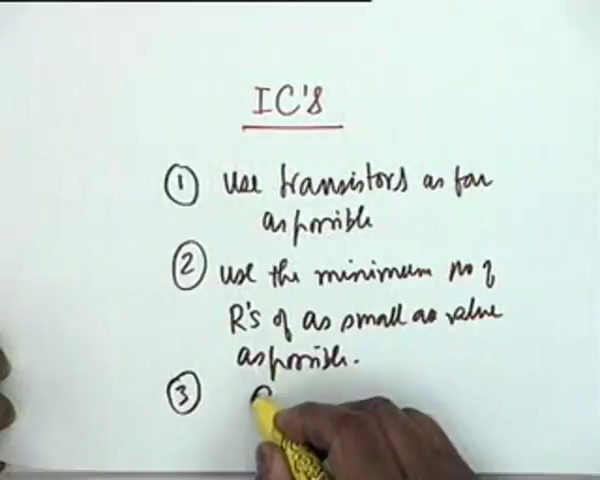 IC's
① use transistors as far
as possible
② use the minimum no of
R's of as small as value
as possible.
③